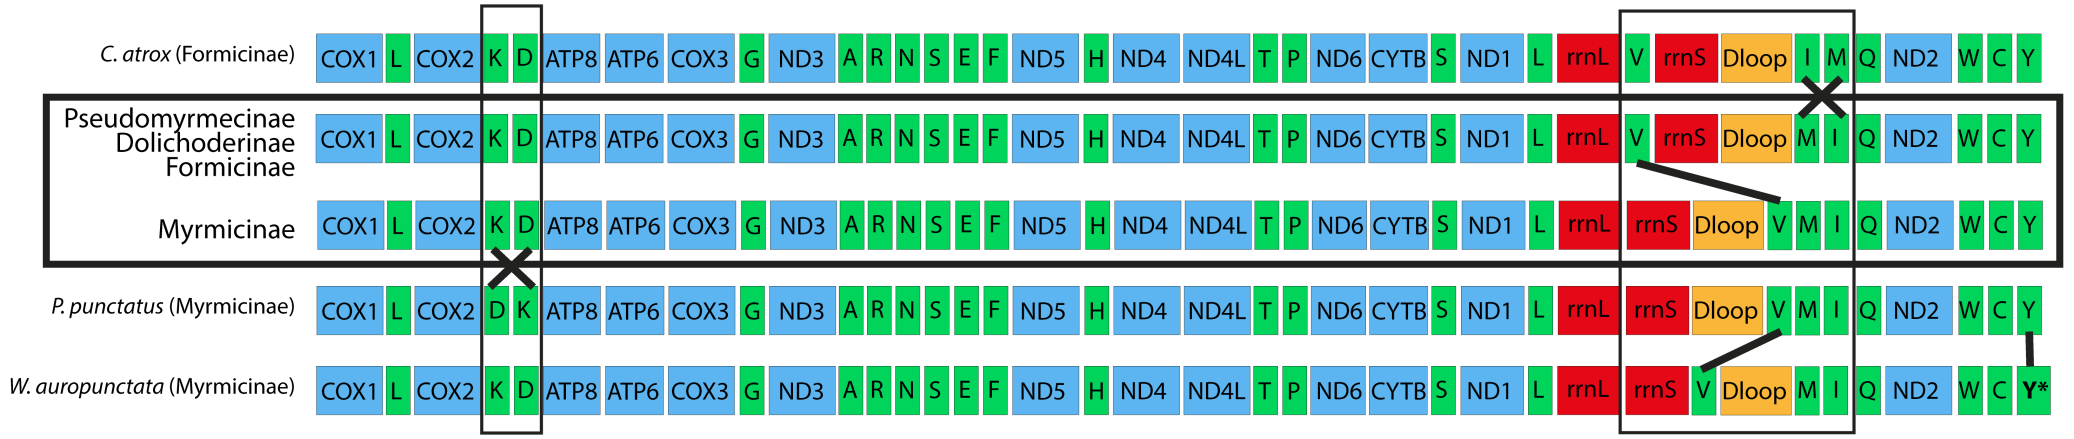 C. atrox (Formicinae) COX1 L COX2 K D ATP8 ATP6 COX3 G ND3 A R N S E F ND5 H ND4 ND4L T P ND6 CYTB S ND1 L rrnL V rrnS Dloop I M Q ND2 W C Y
Pseudomyrmecinae
Dolichoderinae COX1 L COX2 K D ATP8 ATP6 COX3 G ND3 A R N S E F ND5 H ND4 ND4L T P ND6 CYTB S ND1 L rrnL V rrnS Dloop M I Q ND2 W C Y
Formicinae
Myrmicinae COX1 L COX2 K D ATP8 ATP6 COX3 G ND3 A R N S E F ND5 H ND4 ND4L T P ND6 CYTB S ND1 L rrnL rrnS Dloop V M I Q ND2 W C Y
P. punctatus (Myrmicinae) COX1 L COX2 D K ATP8 ATP6 COX3 G ND3 A R N S E F ND5 H ND4 ND4L T P ND6 CYTB S ND1 L rrnL rrnS Dloop V M I Q ND2 W C Y
W. auropunctata (Myrmicinae) COX1 L COX2 K D ATP8 ATP6 COX3 G ND3 A R N S E F ND5 H ND4 ND4L T P ND6 CYTB S ND1 L rrnL rrnS V Dloop M I Q ND2 W C Y*